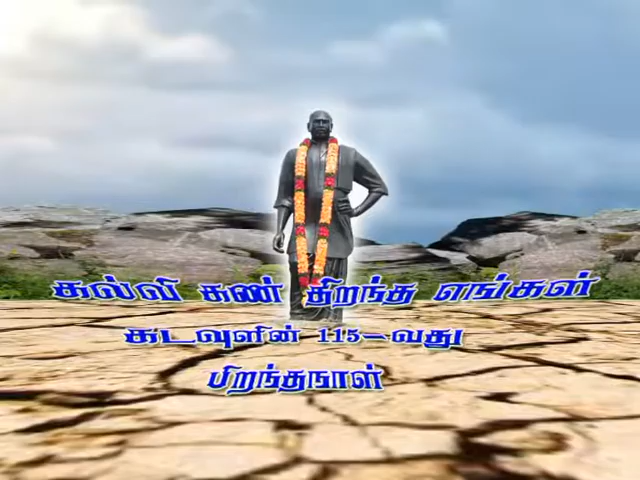 கல்வி கண் திறந்த எங்கள்
கடவுளின் 115-வது
பிறந்தநாள்